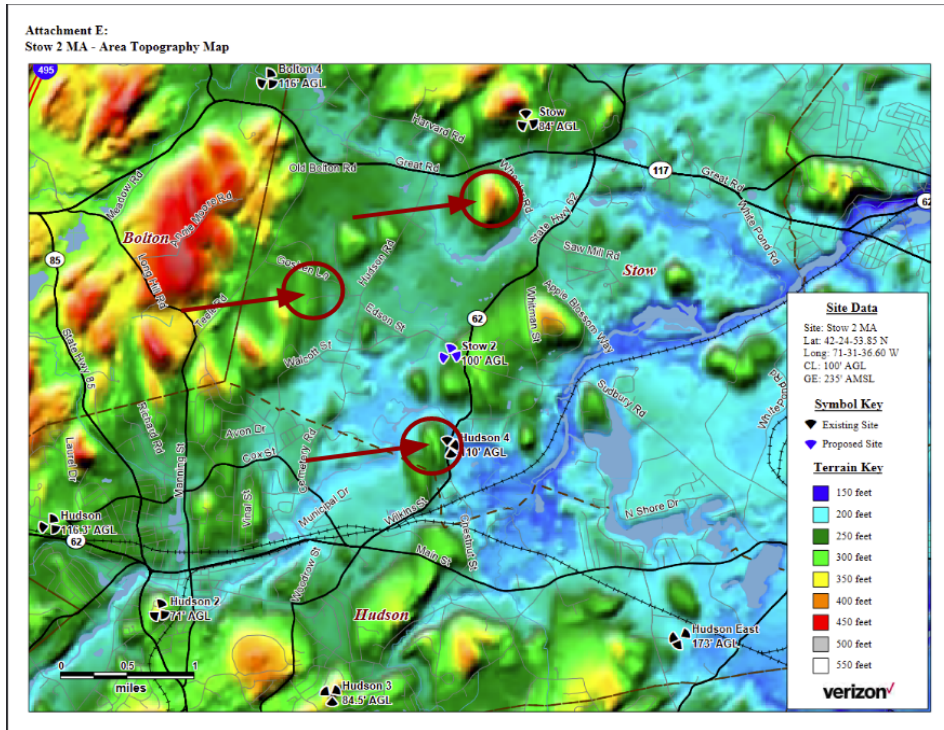 Attachment E:
Stow 2 MA - Area Topography Map
495
Bolton 4
116' AGL
Stow
84' AGL
Harvard Rd
Great Rd
Old Bolton Rd
117
Great Rd
62
Meadow Rd
Bolton
Long Hill Rd
85
State Hwy 85
Hudson Rd
State Hwy 62
Saw Mill Rd
Stow
White Pond Rd
Edson St
62
Whitman St
Apple Blossom Way
Walcott St
Stow 2
100' AGL
Sudbury Rd
Richard Rd
Manning St
Laurel Dr
Cox St
Cemetery Rd
Hudson 4
110' AGL
Vinal St
Municipal Dr
Wilkins St
Chestnut St
N Shore Dr
Hudson
116.3' AGL
62
Main St
Woodrow St
Hudson 2
71' AGL
Hudson
Hudson East
173' AGL
Hudson 3
84.5' AGL
0 0.5 1
miles
Site Data
Site: Stow 2 MA
Lat: 42-24-53.85 N
Long: 71-31-36.60 W
CL: 100' AGL
GE: 235' AMSL
Symbol Key
Existing Site
Proposed Site
Terrain Key
150 feet
200 feet
250 feet
300 feet
350 feet
400 feet
450 feet
500 feet
550 feet
verizon